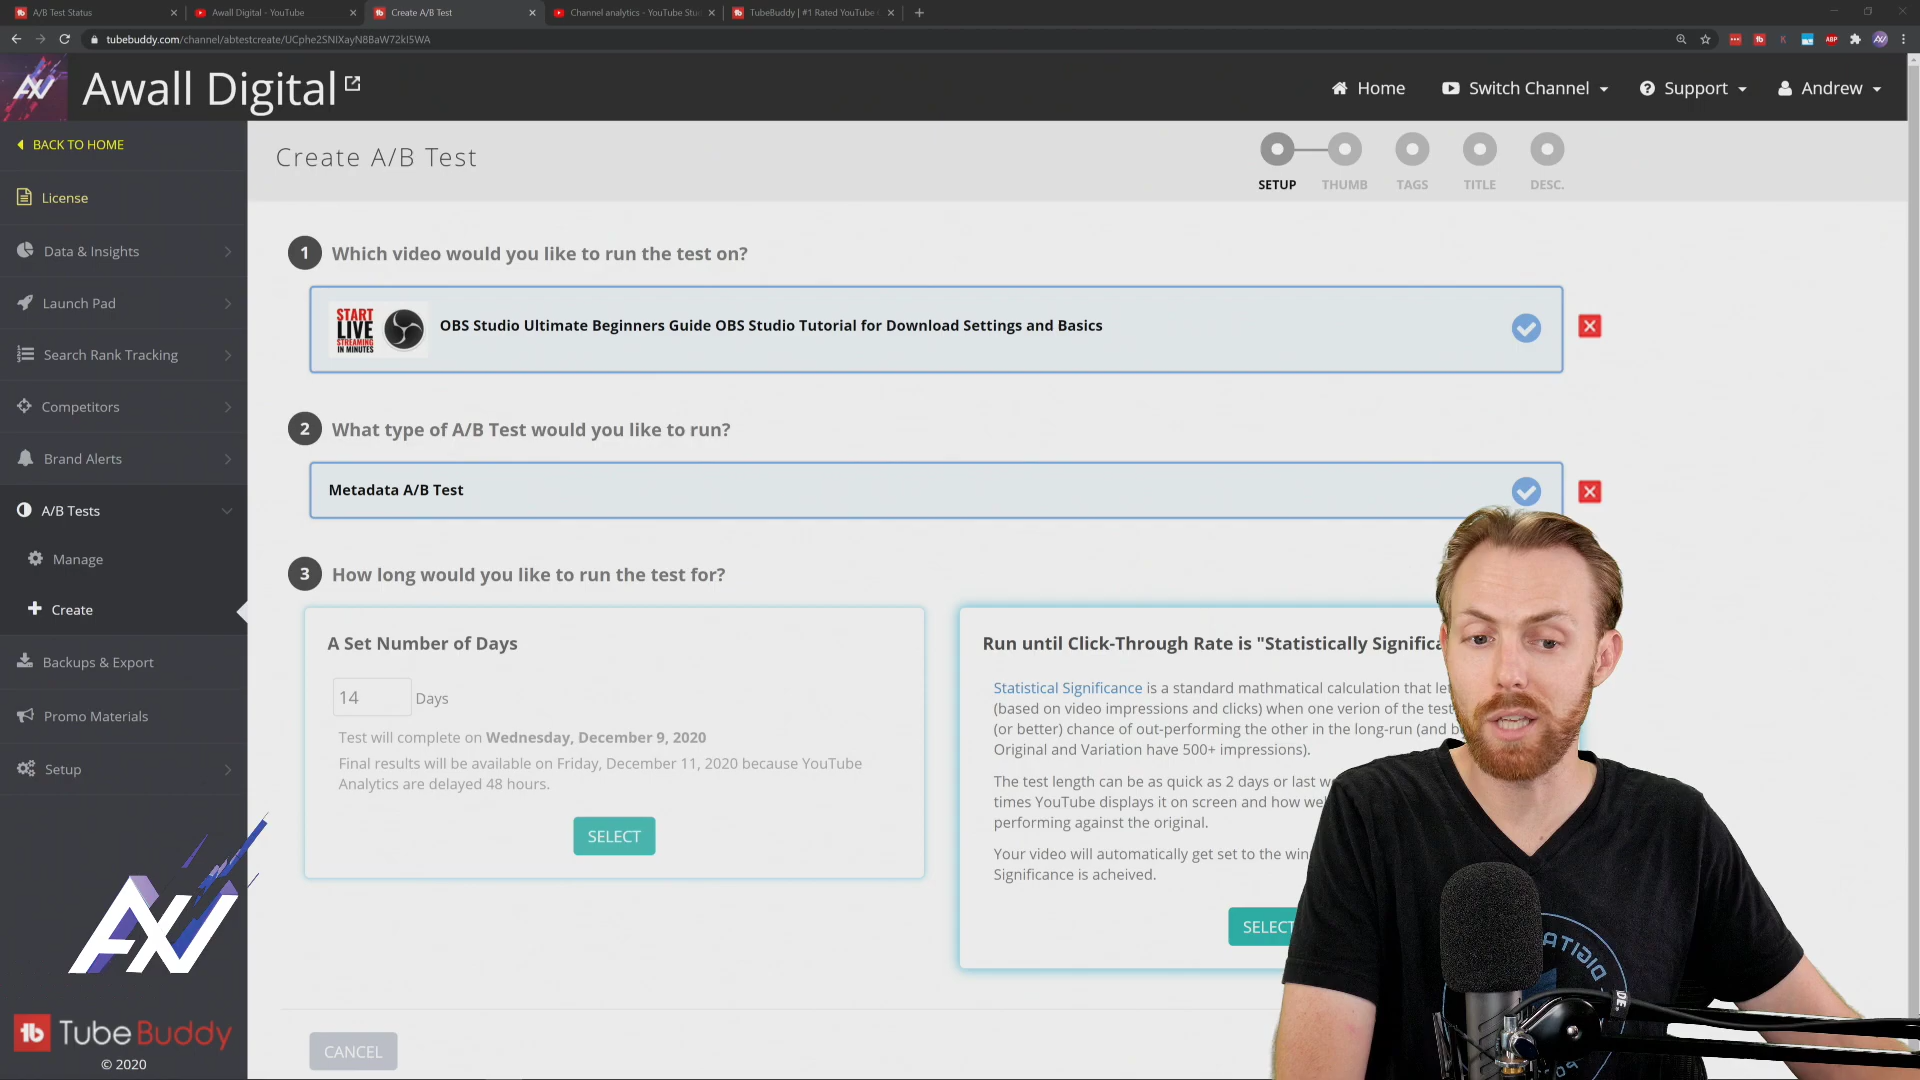 A/B Test Status
Awall Digital - YouTube
Create A/B Test
Channel analytics - YouTube Stu
TubeBuddy | #1 Rated YouTube
tubebuddy.com/channel/abtestcreate/UCphe2SNlXayN8BaW72kI5WA
ABP
Awall Digital
Home
Switch Channel
Support
Andrew
BACK TO HOME
License
Data & Insights
Launch Pad
Search Rank Tracking
Competitors
Brand Alerts
A/B Tests
Manage
Create
Backups & Export
Promo Materials
Setup
TubeBuddy
© 2020
Create A/B Test
SETUP
THUMB
TAGS
TITLE
DESC.
1 Which video would you like to run the test on?
START
LIVE
STREAMING
IN MINUTES
OBS Studio Ultimate Beginners Guide OBS Studio Tutorial for Download Settings and Basics
2 What type of A/B Test would you like to run?
Metadata A/B Test
3 How long would you like to run the test for?
A Set Number of Days
14 Days
Test will complete on Wednesday, December 9, 2020
Final results will be available on Friday, December 11, 2020 because YouTube
Analytics are delayed 48 hours.
SELECT
Run until Click-Through Rate is "Statistically Signific
Statistical Significance is a standard mathmatical calculation that le
(based on video impressions and clicks) when one verion of the test
(or better) chance of out-performing the other in the long-run (and b
Original and Variation have 500+ impressions).
The test length can be as quick as 2 days or last w
times YouTube displays it on screen and how we
performing against the original.
Your video will automatically get set to the win
Significance is acheived.
SELECT
CANCEL